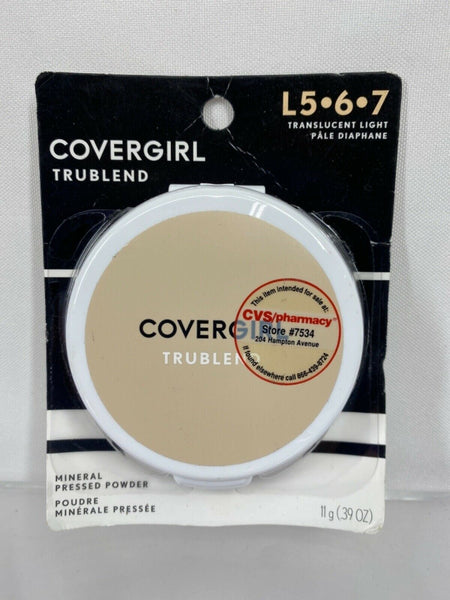 L5•6•7
TRANSLUCENT LIGHT
PÂLE DIAPHANE
COVERGIRL
TRUBLEND
COVERGIRL
TRUBLEND
This item intended for sale at:
CVS/pharmacy
Store #7534
204 Hampton Avenue
If found elsewhere call 866-439-8724
MINERAL
PRESSED POWDER
POUDRE
MINÉRALE PRESSÉE
11 g (.39 OZ)